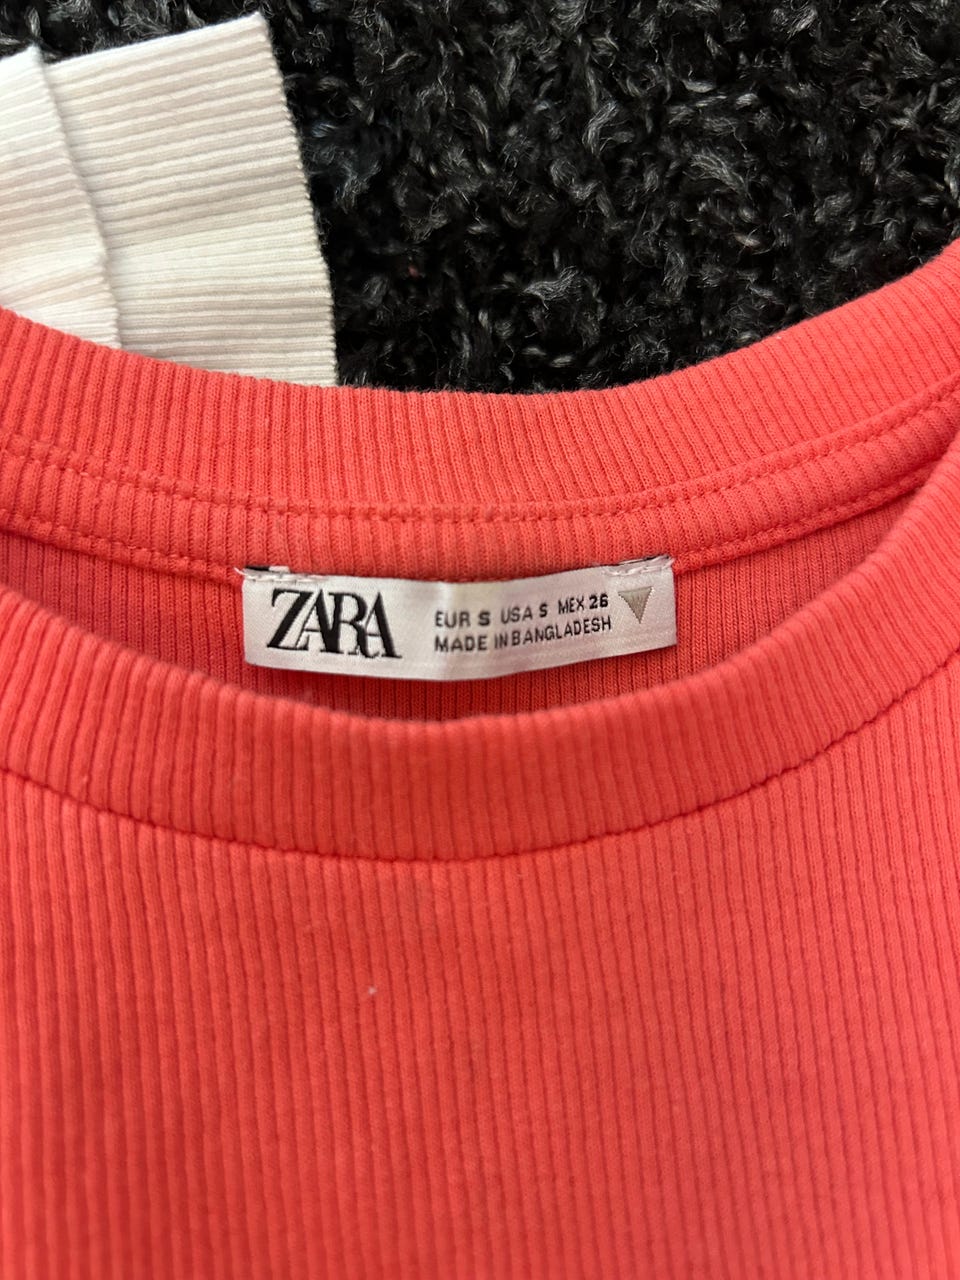 ZARA
EUR S USA S MEX 26
MADE IN BANGLADESH